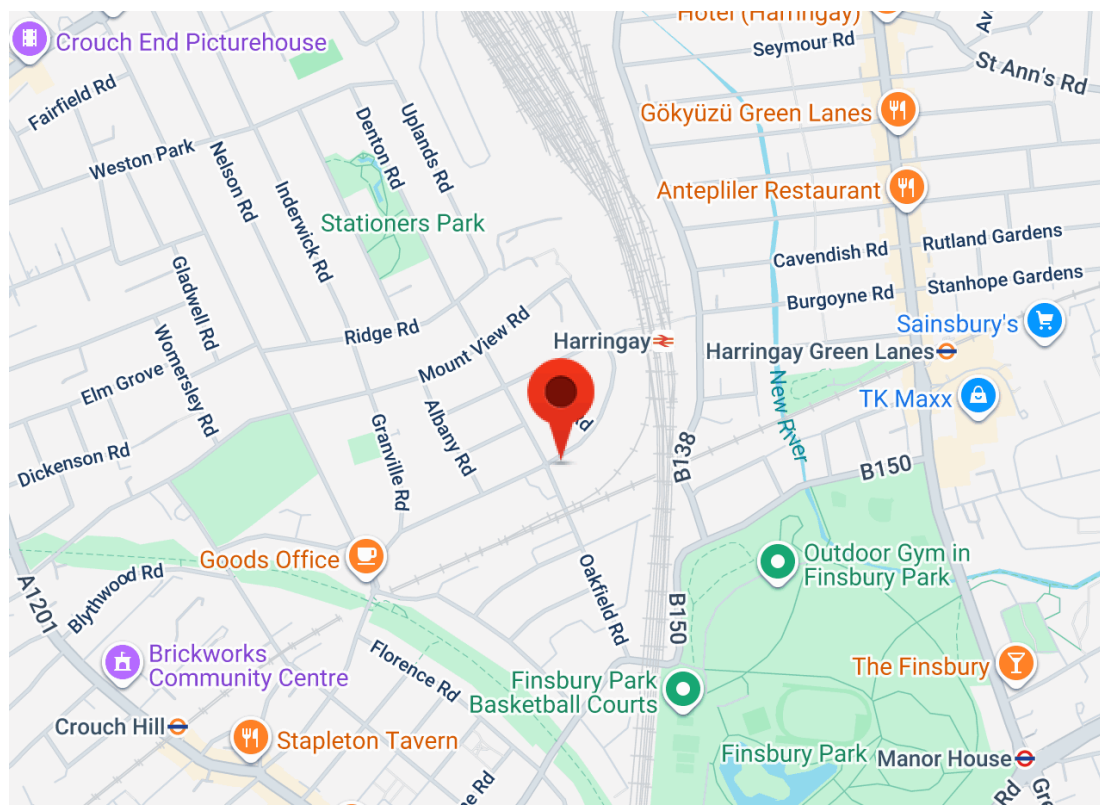 Hotel (Harringay)
Crouch End Picturehouse
Seymour Rd
St Ann's Rd
Fairfield Rd
Gökyüzü Green Lanes
Denton Rd
Uplands Rd
Weston Park
Nelson Rd
Inderwick Rd
Antepliler Restaurant
Stationers Park
Cavendish Rd
Rutland Gardens
Gladwell Rd
Stanhope Gardens
Burgoyne Rd
Ridge Rd
Mount View Rd
Harringay
Sainsbury's
Harringay Green Lanes
Womersley Rd
Elm Grove
New River
TK Maxx
Albany Rd
Rd
Granville Rd
B138
Dickenson Rd
B150
Goods Office
Outdoor Gym in
Finsbury Park
Oakfield Rd
A1201
Blythwood Rd
B150
Brickworks
Community Centre
Florence Rd
The Finsbury
Finsbury Park
Basketball Courts
Crouch Hill
Stapleton Tavern
Finsbury Park
Manor House
Rd